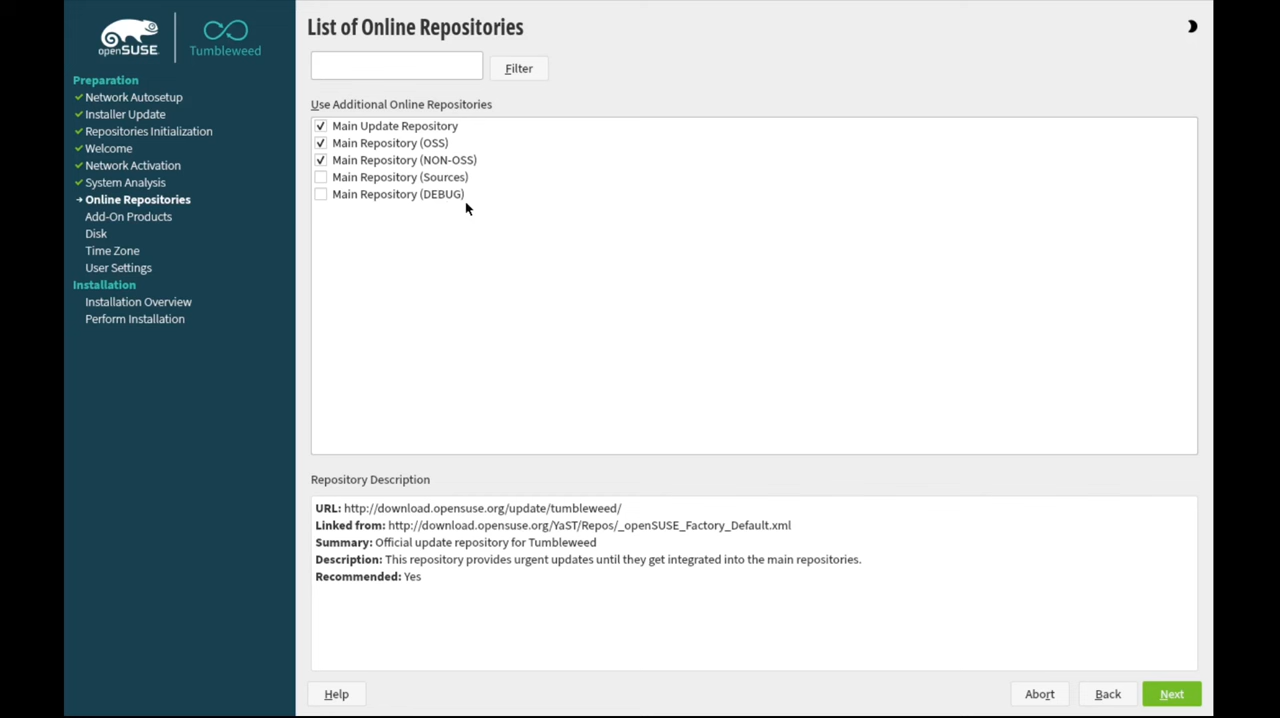 openSUSE
Tumbleweed
Preparation
Network Autosetup
Installer Update
Repositories Initialization
Welcome
Network Activation
System Analysis
Online Repositories
Add-On Products
Disk
Time Zone
User Settings
Installation
Installation Overview
Perform Installation
List of Online Repositories
Filter
Use Additional Online Repositories
Main Update Repository
Main Repository (OSS)
Main Repository (NON-OSS)
Main Repository (Sources)
Main Repository (DEBUG)
Repository Description
URL: http://download.opensuse.org/update/tumbleweed/
Linked from: http://download.opensuse.org/YaST/Repos/_openSUSE_Factory_Default.xml
Summary: Official update repository for Tumbleweed
Description: This repository provides urgent updates until they get integrated into the main repositories.
Recommended: Yes
Help
Abort
Back
Next